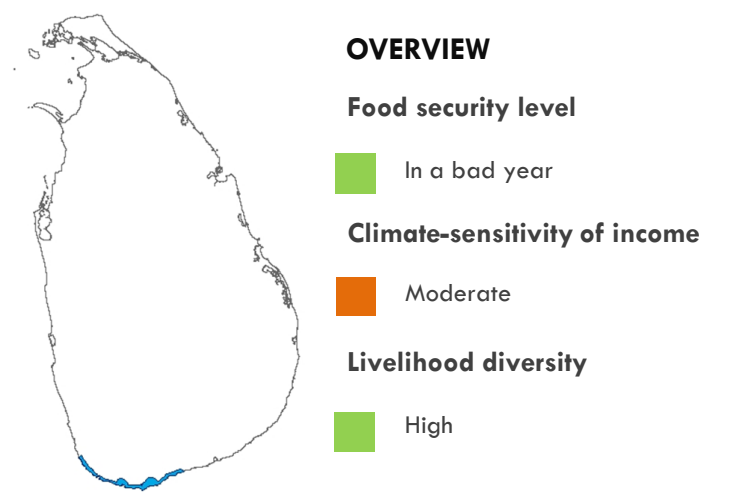 OVERVIEW
Food security level
In a bad year
Climate-sensitivity of income
Moderate
Livelihood diversity
High